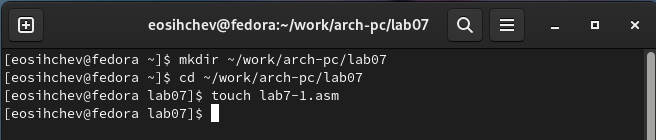 eosihchev@fedora:~/work/arch-pc/lab07
[eosihchev@fedora ~]$ mkdir ~/work/arch-pc/lab07
[eosihchev@fedora ~]$ cd ~/work/arch-pc/lab07
[eosihchev@fedora lab07]$ touch lab7-1.asm
[eosihchev@fedora lab07]$